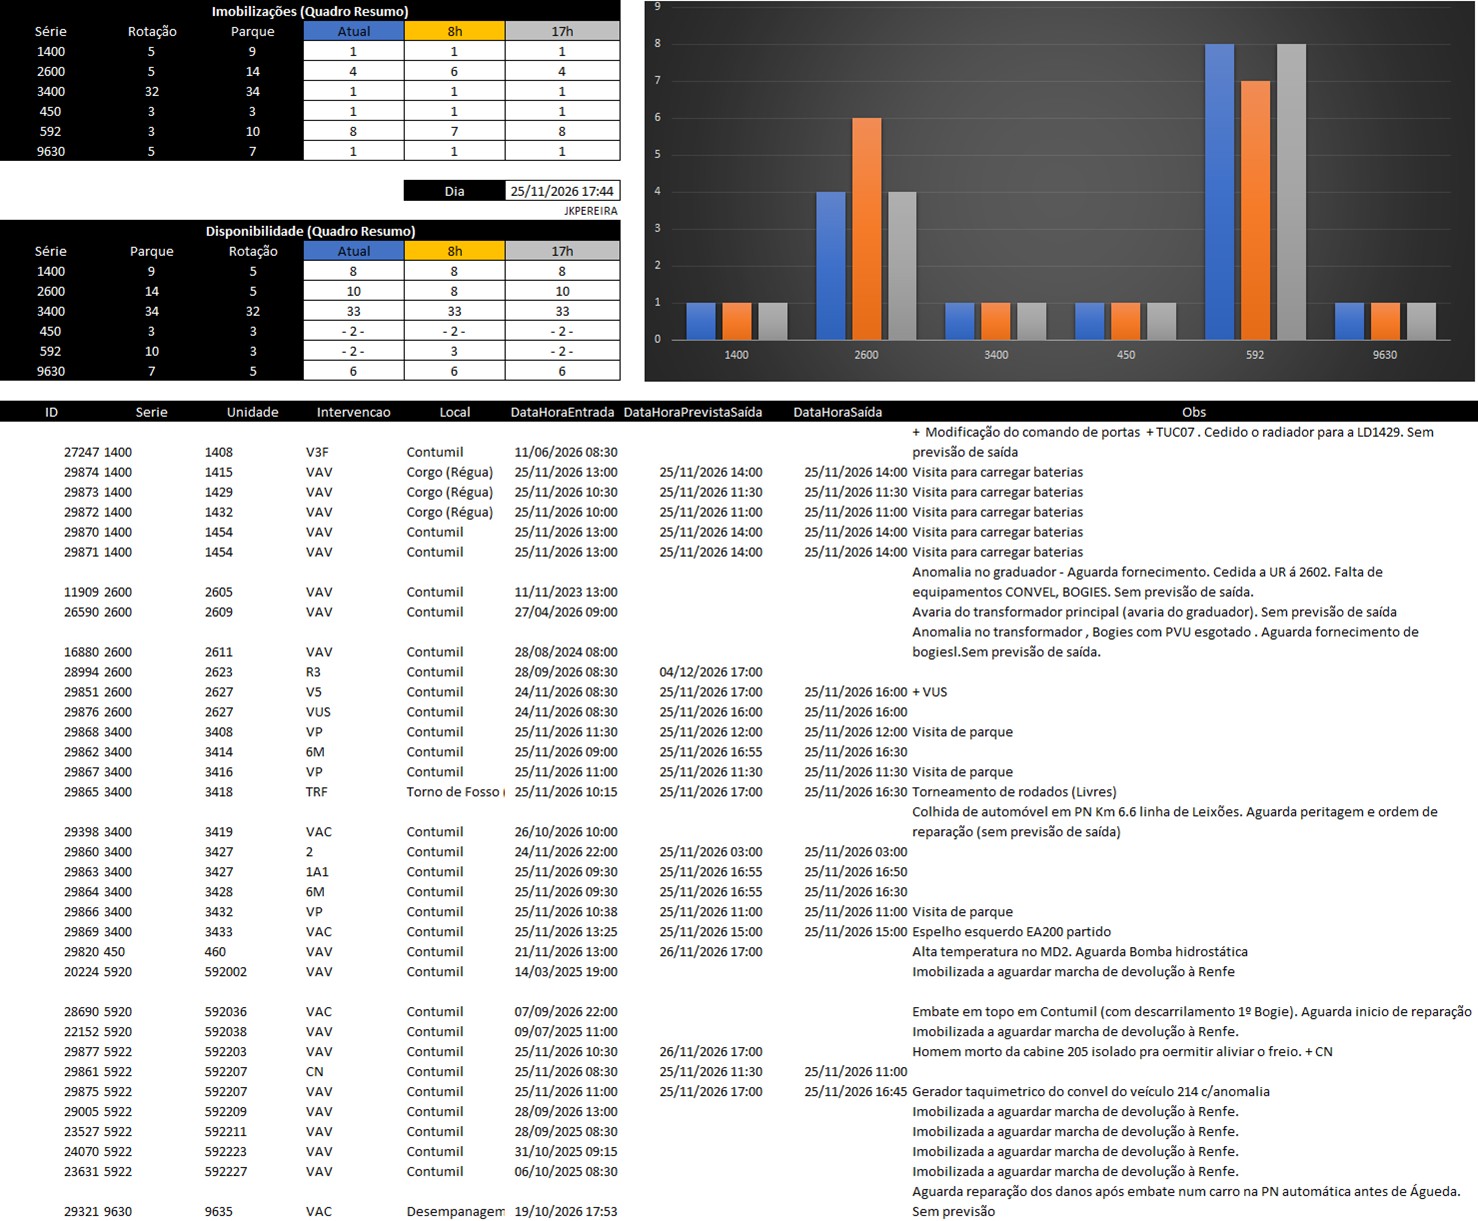 Imobilizações (Quadro Resumo)
Série Rotação Parque Atual 8h 17h
1400 5 9 1 1 1
2600 5 14 4 6 4
3400 32 34 1 1 1
450 3 3 1 1 1
592 3 10 8 7 8
9630 5 7 1 1 1
Dia 25/11/2026 17:44
JKPEREIRA
Disponibilidade (Quadro Resumo)
Série Parque Rotação Atual 8h 17h
1400 9 5 8 8 8
2600 14 5 10 8 10
3400 34 32 33 33 33
450 3 3 - 2 - - 2 - - 2 -
592 10 3 - 2 - 3 - 2 -
9630 7 5 6 6 6
9
8
7
6
5
4
3
2
1
0
1400 2600 3400 450 592 9630
ID Serie Unidade Intervencao Local DataHoraEntrada DataHoraPrevistaSaída DataHoraSaída Obs
+ Modificação do comando de portas + TUC07 . Cedido o radiador para a LD1429. Sem
27247 1400 1408 V3F Contumil 11/06/2026 08:30 previsão de saída
29874 1400 1415 VAV Corgo (Régua) 25/11/2026 13:00 25/11/2026 14:00 25/11/2026 14:00 Visita para carregar baterias
29873 1400 1429 VAV Corgo (Régua) 25/11/2026 10:30 25/11/2026 11:30 25/11/2026 11:30 Visita para carregar baterias
29872 1400 1432 VAV Corgo (Régua) 25/11/2026 10:00 25/11/2026 11:00 25/11/2026 11:00 Visita para carregar baterias
29870 1400 1454 VAV Contumil 25/11/2026 13:00 25/11/2026 14:00 25/11/2026 14:00 Visita para carregar baterias
29871 1400 1454 VAV Contumil 25/11/2026 13:00 25/11/2026 14:00 25/11/2026 14:00 Visita para carregar baterias
Anomalia no graduador - Aguarda fornecimento. Cedida a UR á 2602. Falta de
11909 2600 2605 VAV Contumil 11/11/2023 13:00 equipamentos CONVEL, BOGIES. Sem previsão de saída.
26590 2600 2609 VAV Contumil 27/04/2026 09:00 Avaria do transformador principal (avaria do graduador). Sem previsão de saída
Anomalia no transformador , Bogies com PVU esgotado . Aguarda fornecimento de
16880 2600 2611 VAV Contumil 28/08/2024 08:00 bogiesl.Sem previsão de saída.
28994 2600 2623 R3 Contumil 28/09/2026 08:30 04/12/2026 17:00
29851 2600 2627 V5 Contumil 24/11/2026 08:30 25/11/2026 17:00 25/11/2026 16:00 + VUS
29876 2600 2627 VUS Contumil 24/11/2026 08:30 25/11/2026 16:00 25/11/2026 16:00
29868 3400 3408 VP Contumil 25/11/2026 11:30 25/11/2026 12:00 25/11/2026 12:00 Visita de parque
29862 3400 3414 6M Contumil 25/11/2026 09:00 25/11/2026 16:55 25/11/2026 16:30
29867 3400 3416 VP Contumil 25/11/2026 11:00 25/11/2026 11:30 25/11/2026 11:30 Visita de parque
29865 3400 3418 TRF Torno de Fosso ( 25/11/2026 10:15 25/11/2026 17:00 25/11/2026 16:30 Torneamento de rodados (Livres)
Colhida de automóvel em PN Km 6.6 linha de Leixões. Aguarda peritagem e ordem de
29398 3400 3419 VAC Contumil 26/10/2026 10:00 reparação (sem previsão de saída)
29860 3400 3427 2 Contumil 24/11/2026 22:00 25/11/2026 03:00 25/11/2026 03:00
29863 3400 3427 1A1 Contumil 25/11/2026 09:30 25/11/2026 16:55 25/11/2026 16:50
29864 3400 3428 6M Contumil 25/11/2026 09:30 25/11/2026 16:55 25/11/2026 16:30
29866 3400 3432 VP Contumil 25/11/2026 10:38 25/11/2026 11:00 25/11/2026 11:00 Visita de parque
29869 3400 3433 VAC Contumil 25/11/2026 13:25 25/11/2026 15:00 25/11/2026 15:00 Espelho esquerdo EA200 partido
29820 450 460 VAV Contumil 21/11/2026 13:00 26/11/2026 17:00 Alta temperatura no MD2. Aguarda Bomba hidrostática
20224 5920 592002 VAV Contumil 14/03/2025 19:00 Imobilizada a aguardar marcha de devolução à Renfe
28690 5920 592036 VAC Contumil 07/09/2026 22:00 Embate em topo em Contumil (com descarrilamento 1º Bogie). Aguarda inicio de reparação
22152 5920 592038 VAV Contumil 09/07/2025 11:00 Imobilizada a aguardar marcha de devolução à Renfe.
29877 5922 592203 VAV Contumil 25/11/2026 10:30 26/11/2026 17:00 Homem morto da cabine 205 isolado pra oermitir aliviar o freio. + CN
29861 5922 592207 CN Contumil 25/11/2026 08:30 25/11/2026 11:30 25/11/2026 11:00
29875 5922 592207 VAV Contumil 25/11/2026 11:00 25/11/2026 17:00 25/11/2026 16:45 Gerador taquimetrico do convel do veículo 214 c/anomalia
29005 5922 592209 VAV Contumil 28/09/2026 13:00 Imobilizada a aguardar marcha de devolução à Renfe.
23527 5922 592211 VAV Contumil 28/09/2025 08:30 Imobilizada a aguardar marcha de devolução à Renfe.
24070 5922 592223 VAV Contumil 31/10/2025 09:15 Imobilizada a aguardar marcha de devolução à Renfe.
23631 5922 592227 VAV Contumil 06/10/2025 08:30 Imobilizada a aguardar marcha de devolução à Renfe.
Aguarda reparação dos danos após embate num carro na PN automática antes de Águeda.
29321 9630 9635 VAC Desempanagem 19/10/2026 17:53 Sem previsão